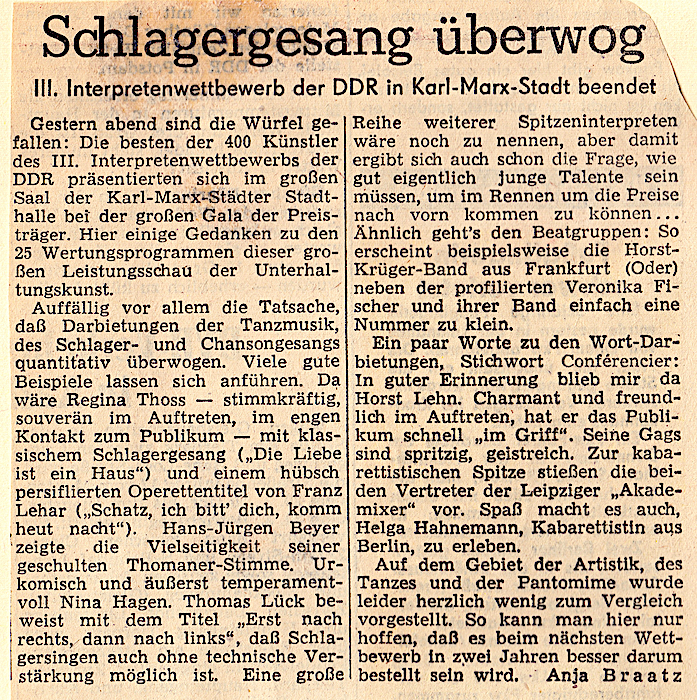 Schlagergesang überwog
III. Interpretenwettbewerb der DDR in Karl-Marx-Stadt beendet
Gestern abend sind die Würfel ge-
fallen: Die besten der 400 Künstler
des III. Interpretenwettbewerbs der
DDR präsentierten sich im großen
Saal der Karl-Marx-Städter Stadt-
halle bei der großen Gala der Preis-
träger. Hier einige Gedanken zu den
25 Wertungsprogrammen dieser gro-
ßen Leistungsschau der Unterhal-
tungskunst.
Auffällig vor allem die Tatsache,
daß Darbietungen der Tanzmusik,
des Schlager- und Chansongesangs
quantitativ überwogen. Viele gute
Beispiele lassen sich anführen. Da
wäre Regina Thoss — stimmkräftig,
souverän im Auftreten, im engen
Kontakt zum Publikum — mit klas-
sischem Schlagergesang („Die Liebe
ist ein Haus“) und einem hübsch
persiflierten Operettentitel von Franz
Lehar („Schatz, ich bitt' dich, komm
heut nacht“). Hans-Jürgen Beyer
zeigte die Vielseitigkeit seiner
geschulten Thomaner-Stimme. Ur-
komisch und äußerst temperament-
voll Nina Hagen. Thomas Lück be-
weist mit dem Titel „Erst nach
rechts, dann nach links“, daß Schla-
gersingen auch ohne technische Ver-
stärkung möglich ist. Eine große
Reihe weiterer Spitzeninterpreten
wäre noch zu nennen, aber damit
ergibt sich auch schon die Frage, wie
gut eigentlich junge Talente sein
müssen, um im Rennen um die Preise
nach vorn kommen zu können...
Ähnlich geht's den Beatgruppen: So
erscheint beispielsweise die Horst-
Krüger-Band aus Frankfurt (Oder)
neben der profilierten Veronika Fi-
scher und ihrer Band einfach eine
Nummer zu klein.
Ein paar Worte zu den Wort-Dar-
bietungen, Stichwort Conférencier:
In guter Erinnerung blieb mir da
Horst Lehn. Charmant und freund-
lich im Auftreten, hat er das Publi-
kum schnell „im Griff“. Seine Gags
sind spritzig, geistreich. Zur kaba-
rettistischen Spitze stießen die bei-
den Vertreter der Leipziger „Akade-
mixer“ vor. Spaß macht es auch,
Helga Hahnemann, Kabarettistin aus
Berlin, zu erleben.
Auf dem Gebiet der Artistik, des
Tanzes und der Pantomime wurde
leider herzlich wenig zum Vergleich
vorgestellt. So kann man hier nur
hoffen, daß es beim nächsten Wett-
bewerb in zwei Jahren besser darum
bestellt sein wird. Anja Braatz